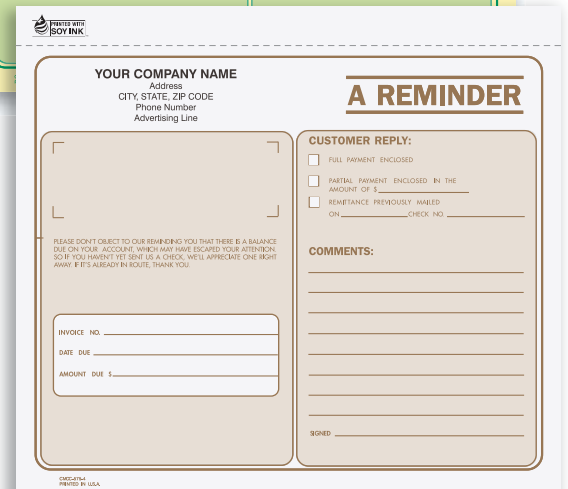 PRINTED WITH
SOY INK
YOUR COMPANY NAME
Address
CITY, STATE, ZIP CODE
Phone Number
Advertising Line
A REMINDER
PLEASE DON'T OBJECT TO OUR REMINDING YOU THAT THERE IS A BALANCE
DUE ON YOUR ACCOUNT, WHICH MAY HAVE ESCAPED YOUR ATTENTION.
SO IF YOU HAVEN'T YET SENT US A CHECK, WE'LL APPRECIATE ONE RIGHT
AWAY. IF IT'S ALREADY IN ROUTE, THANK YOU.
INVOICE NO.
DATE DUE
AMOUNT DUE $
CUSTOMER REPLY:
FULL PAYMENT ENCLOSED
PARTIAL PAYMENT ENCLOSED IN THE
AMOUNT OF $
REMITTANCE PREVIOUSLY MAILED
ON CHECK NO.
COMMENTS:
SIGNED
PRINTED IN U.S.A.